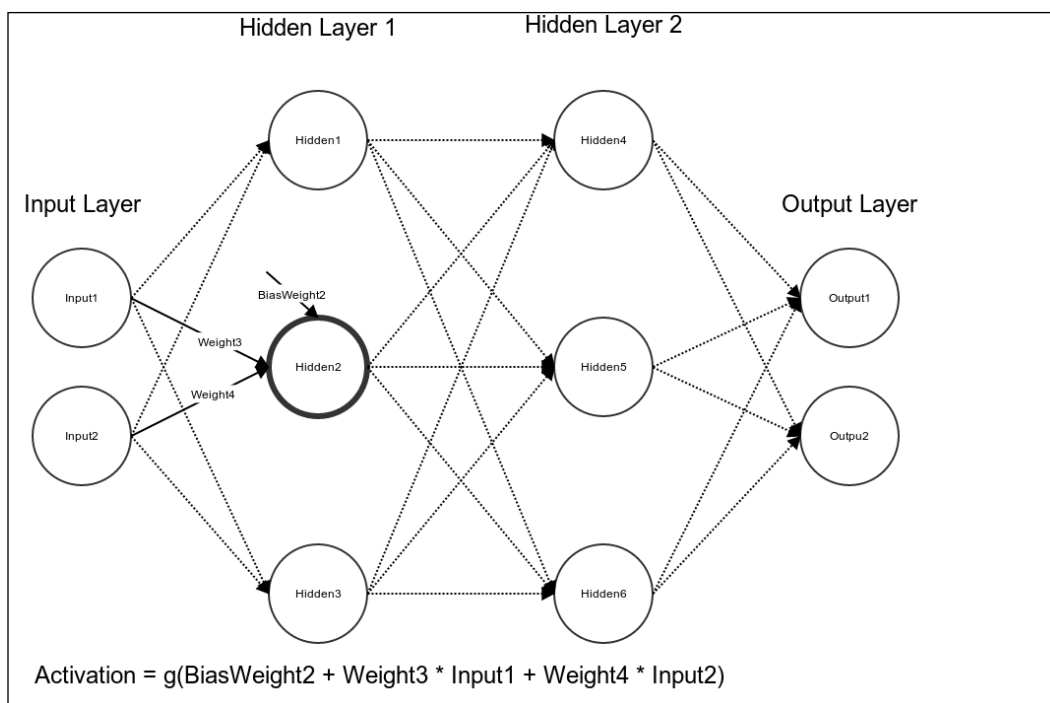 Hidden Layer 1
Hidden Layer 2
Hidden1
Hidden4
Input Layer
Output Layer
Input1
BiasWeight2
Output1
Weight3
Hidden2
Hidden5
Weight4
Input2
Outpu2
Hidden3
Hidden6
Activation = g(BiasWeight2 + Weight3 * Input1 + Weight4 * Input2)